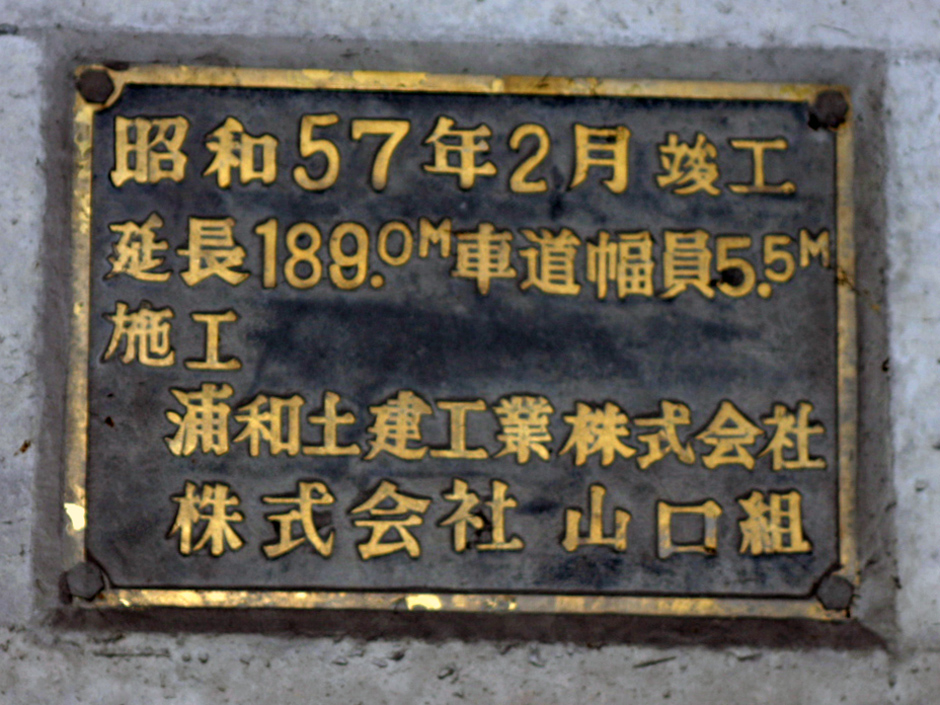 昭和57年2月 竣工
延長189.0M車道幅員5.5M
施工
浦和土建工業株式会社
株式会社 山口組